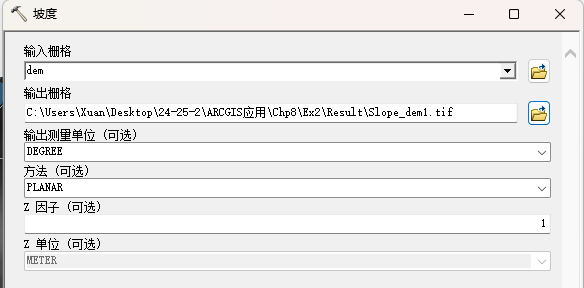 坡度
输入栅格
dem
输出栅格
C:\Users\Xuan\Desktop\24-25-2\ARCGIS应用\Chp8\Ex2\Result\Slope_dem1.tif
输出测量单位 (可选)
DEGREE
方法 (可选)
PLANAR
Z 因子 (可选)
1
Z 单位 (可选)
METER